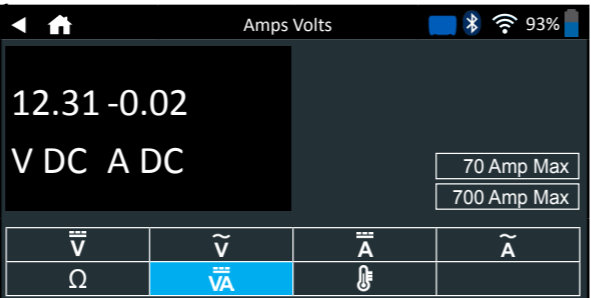 Amps Volts 93%
12.31 -0.02
V DC A DC
70 Amp Max
700 Amp Max
V V A A
Ω VA